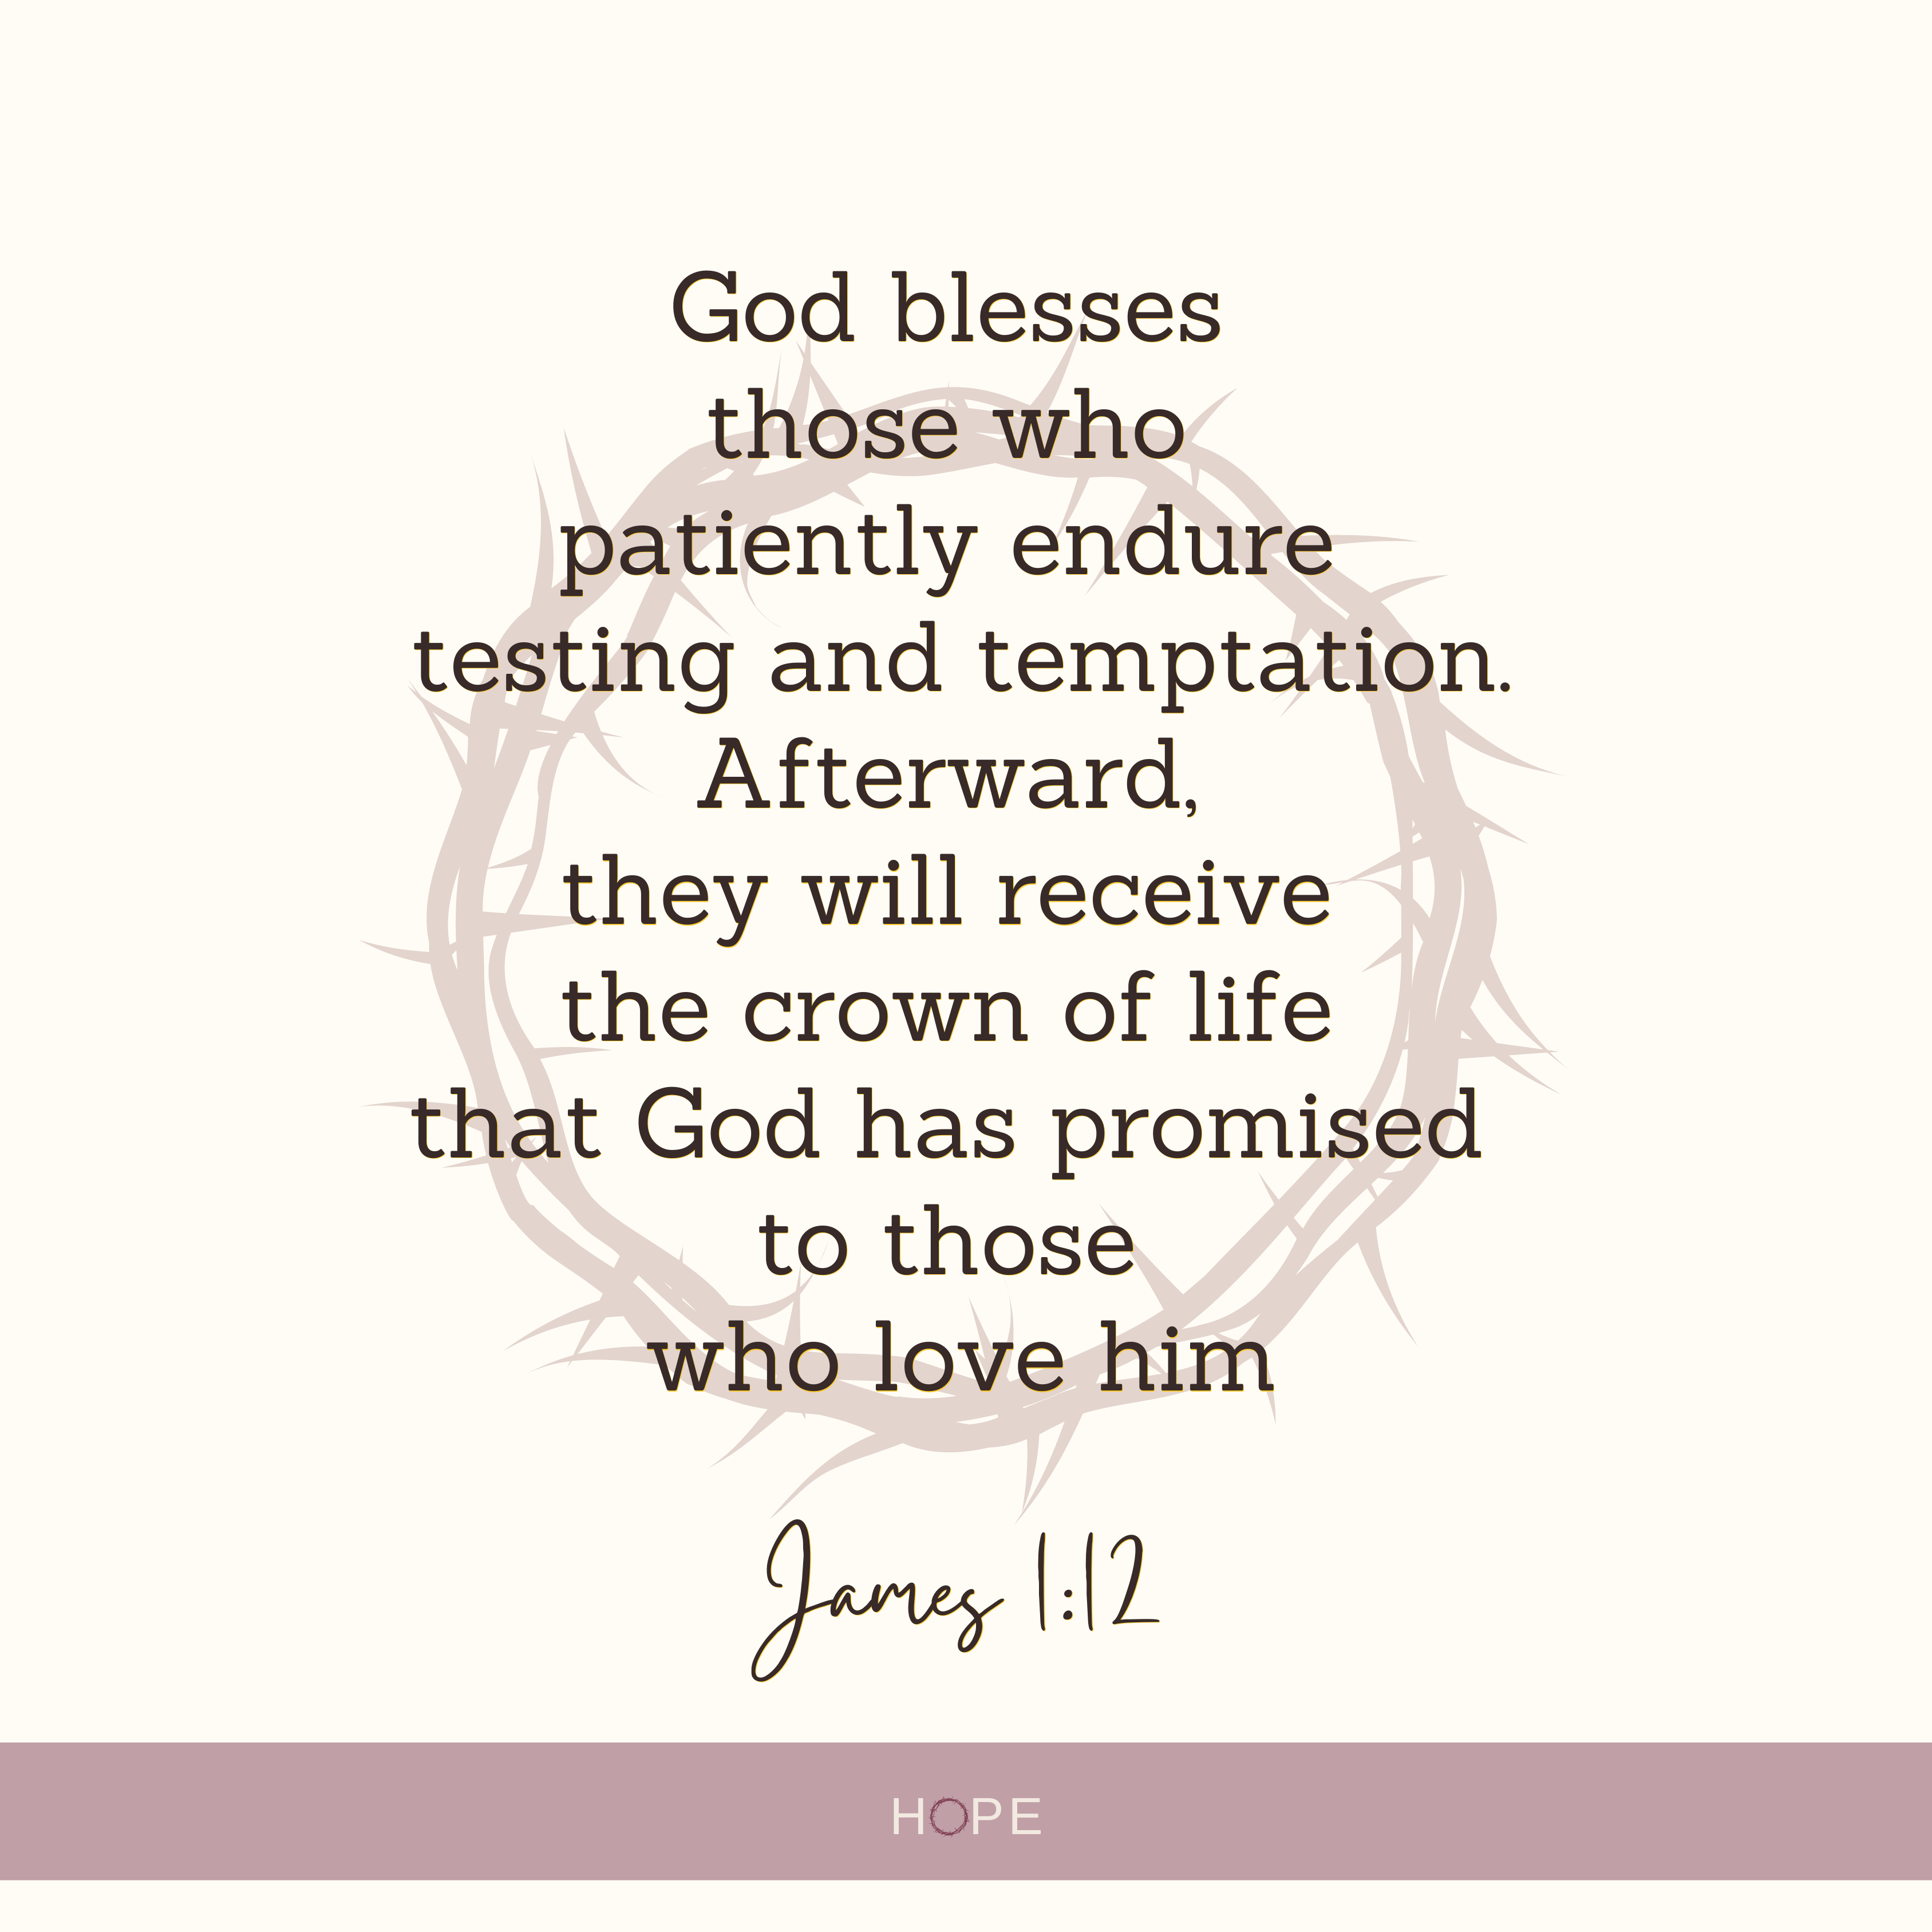 God blesses
those who
patiently endure
testing and temptation.
Afterward,
they will receive
the crown of life
that God has promised
to those
who love him
James 1:12
HOPE